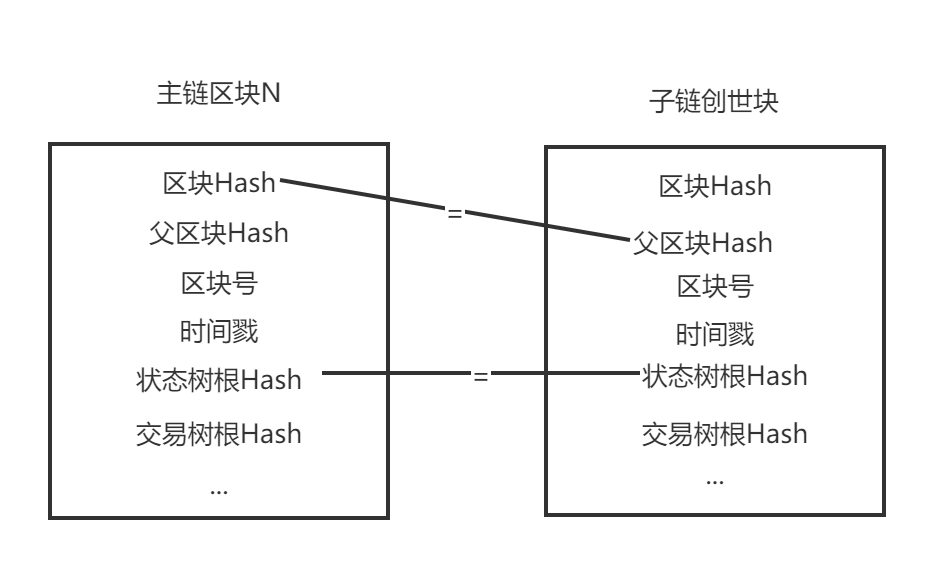 主链区块N
区块Hash
父区块Hash
区块号
时间戳
状态树根Hash
交易树根Hash
...
=
=
子链创世块
区块Hash
父区块Hash
区块号
时间戳
状态树根Hash
交易树根Hash
...